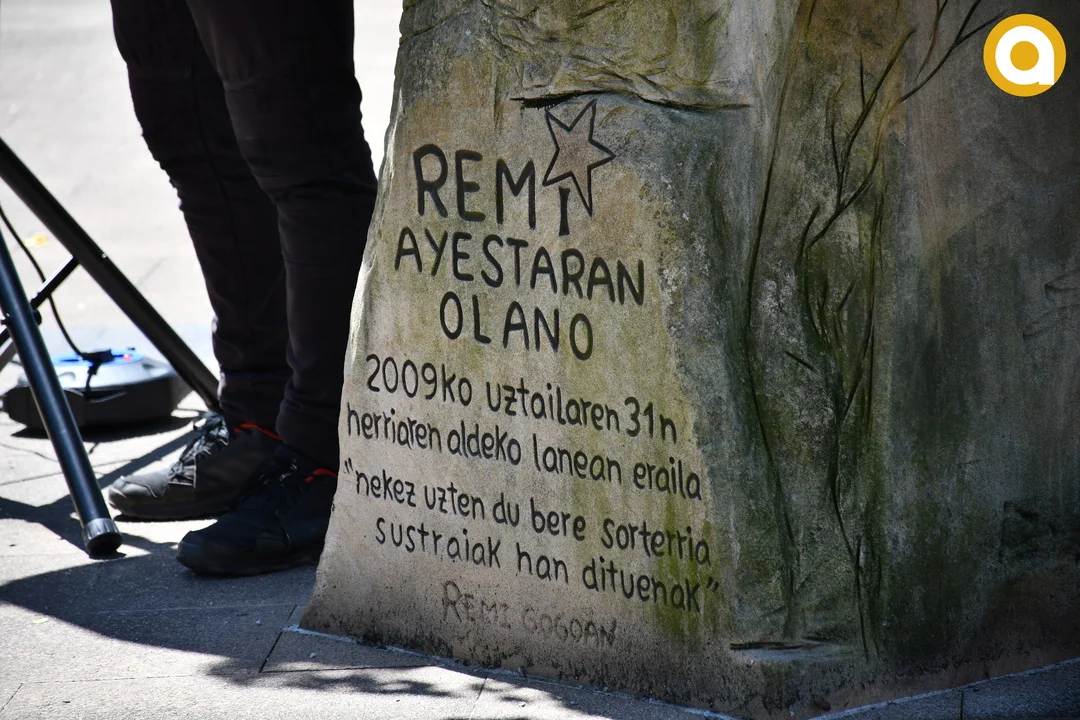 REMI
AYESTARAN
OLANO
2009ko uztailaren 31n
herriaren aldeko lanean eraila
"nekez uzten du bere sorterria
sustraiak han dituenak"
REMI GOGOAN
a